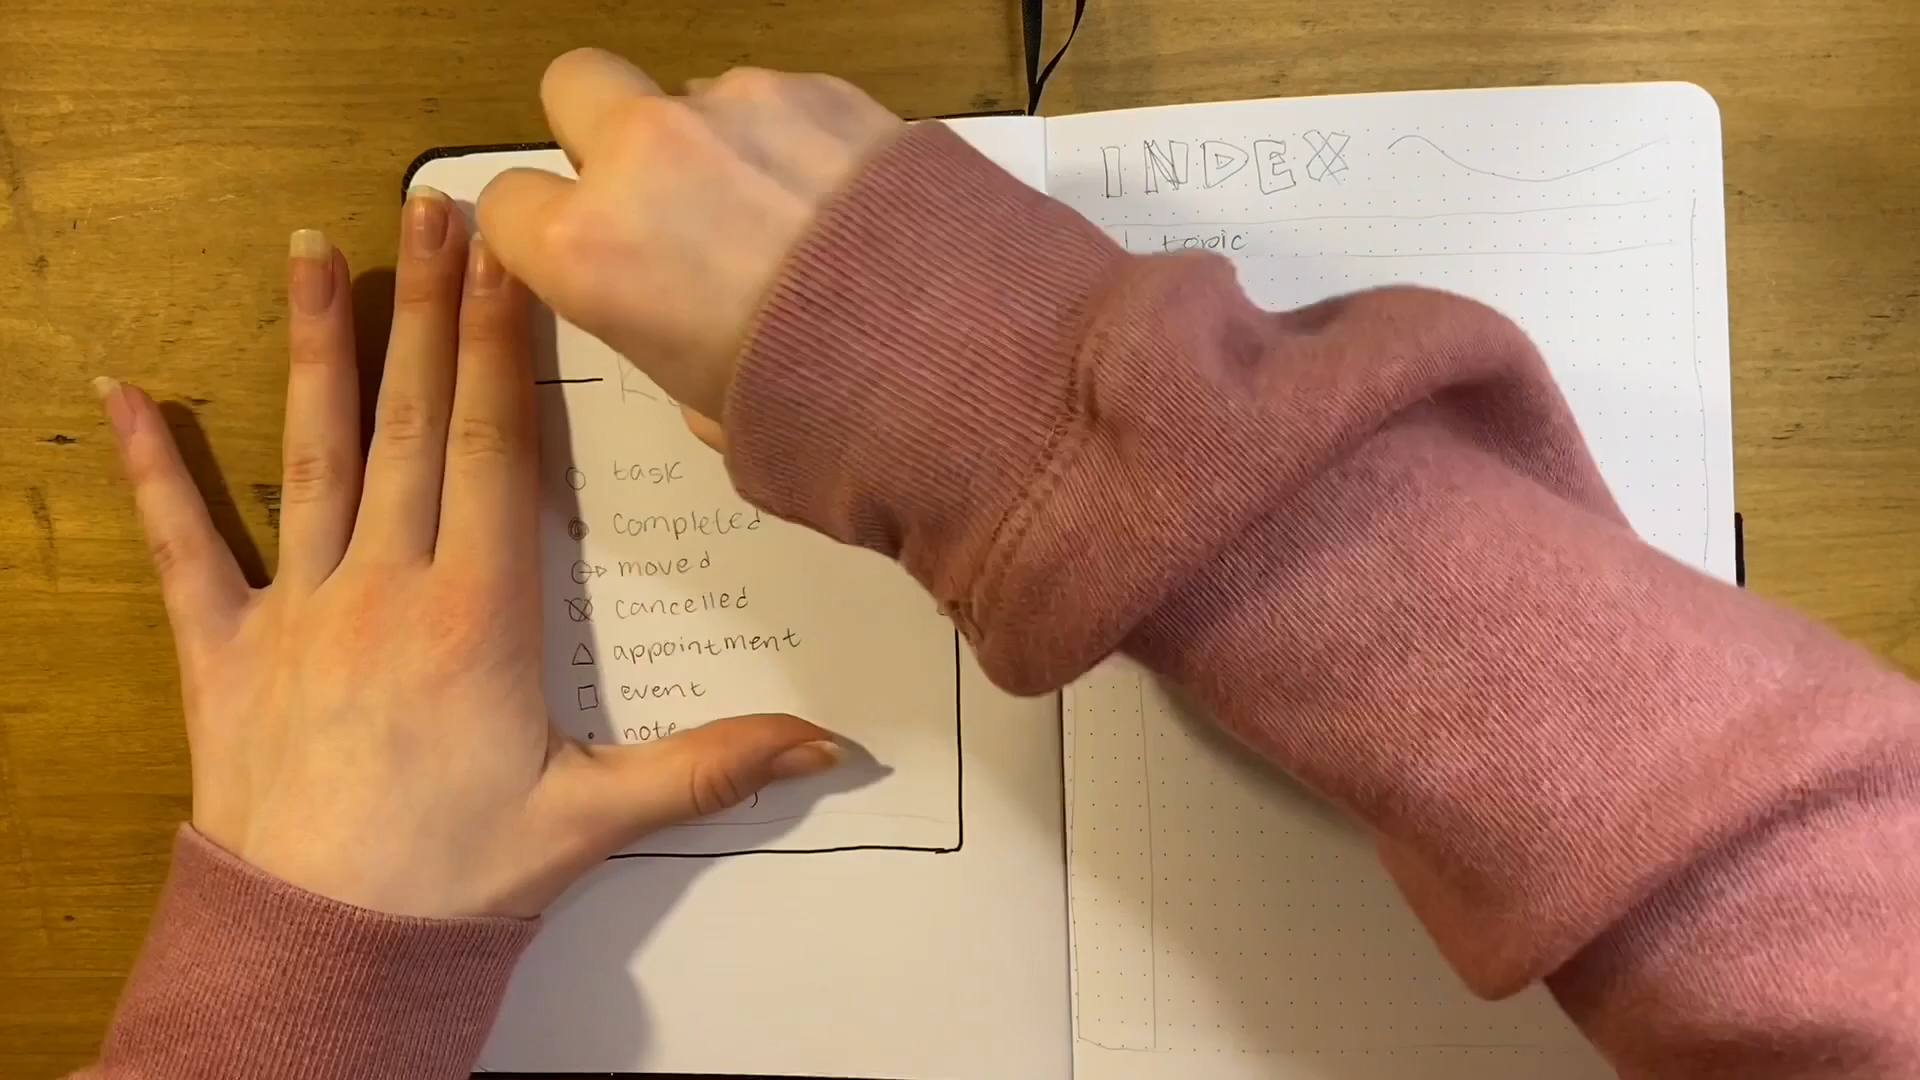 task
completed
moved
cancelled
appointment
event
note
INDEX
topic